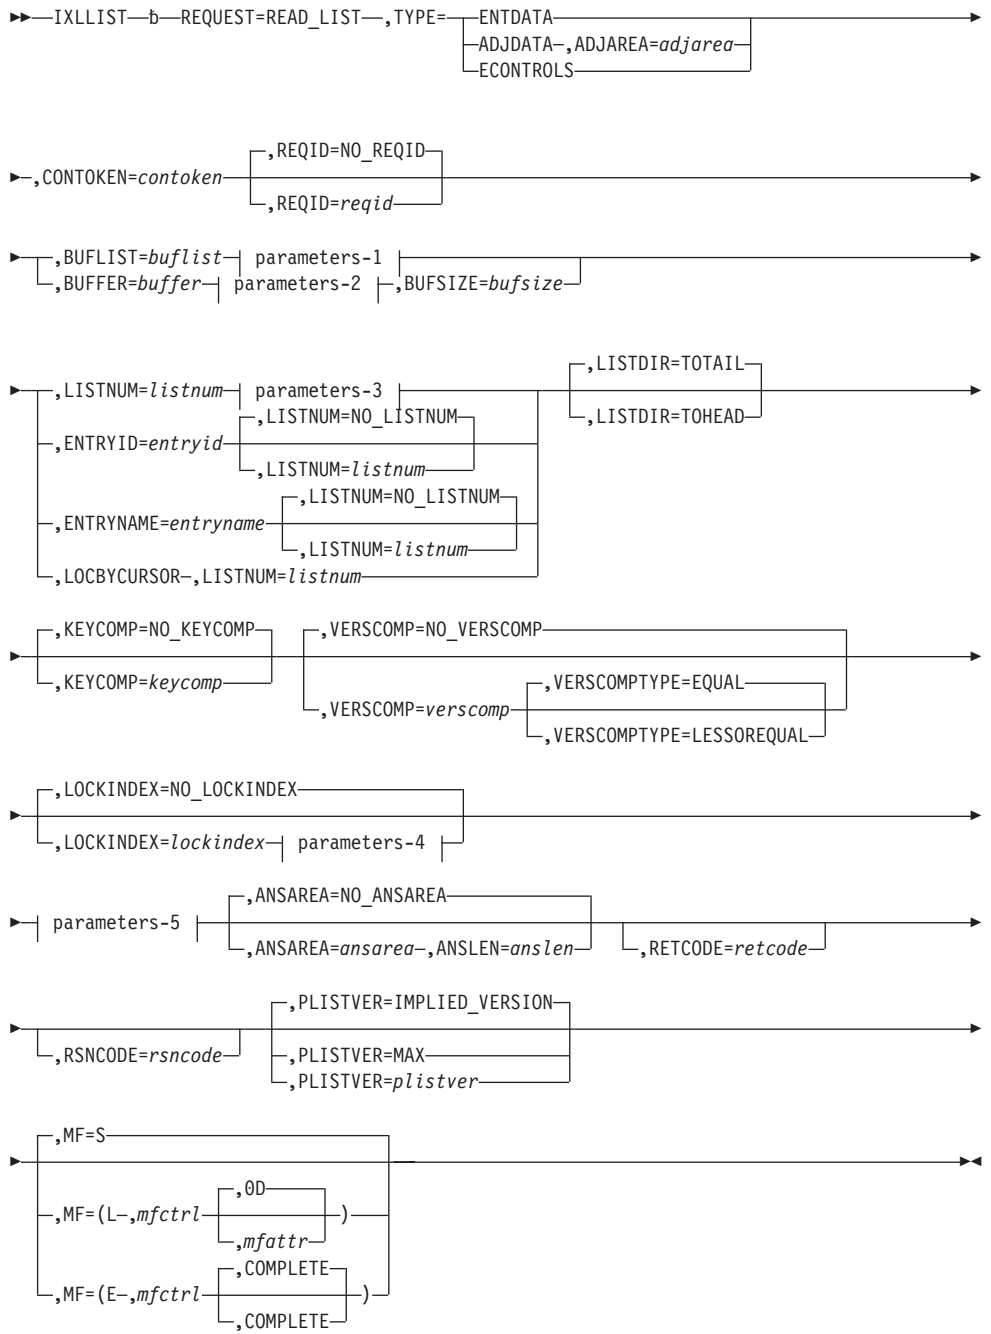 IXLLIST ƀ REQUEST=READ_LIST ,TYPE= ENTDATA
ADJDATA ,ADJAREA=adjarea
ECONTROLS
,REQID=NO_REQID
,CONTOKEN=contoken
,REQID=reqid
,BUFLIST=buflist parameters-1
,BUFFER=buffer parameters-2 ,BUFSIZE=bufsize
,LISTDIR=TOTAIL
,LISTNUM=listnum parameters-3
,LISTNUM=NO_LISTNUM ,LISTDIR=TOHEAD
,ENTRYID=entryid
,LISTNUM=listnum
,LISTNUM=NO_LISTNUM
,ENTRYNAME=entryname
,LISTNUM=listnum
,LOCBYCURSOR ,LISTNUM=listnum
,KEYCOMP=NO_KEYCOMP ,VERSCOMP=NO_VERSCOMP
,KEYCOMP=keycomp ,VERSCOMPTYPE=EQUAL
,VERSCOMP=verscomp
,VERSCOMPTYPE=LESSOREQUAL
,LOCKINDEX=NO_LOCKINDEX
,LOCKINDEX=lockindex parameters-4
,ANSAREA=NO_ANSAREA
parameters-5
,ANSAREA=ansarea ,ANSLEN=anslen ,RETCODE=retcode
,PLISTVER=IMPLIED_VERSION
,RSNCODE=rsncode ,PLISTVER=MAX
,PLISTVER=plistver
,MF=S
,0D
,MF=(L ,mfctrl )
,mfattr
,COMPLETE
,MF=(E ,mfctrl )
,COMPLETE